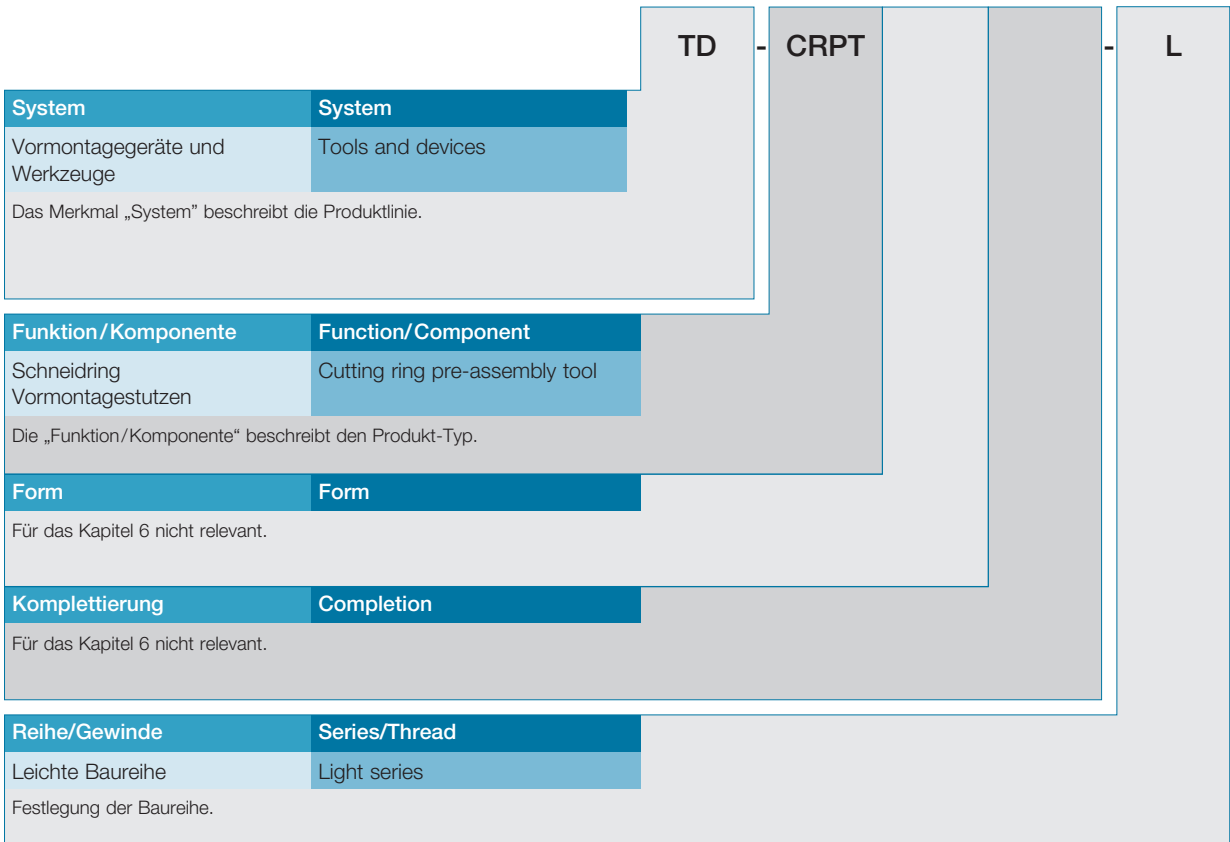 TD - CRPT - L
System System
Vormontagegeräte und Tools and devices
Werkzeuge
Das Merkmal „System” beschreibt die Produktlinie.
Funktion/Komponente Function/Component
Schneidring Cutting ring pre-assembly tool
Vormontagestutzen
Die „Funktion/Komponente“ beschreibt den Produkt-Typ.
Form Form
Für das Kapitel 6 nicht relevant.
Komplettierung Completion
Für das Kapitel 6 nicht relevant.
Reihe/Gewinde Series/Thread
Leichte Baureihe Light series
Festlegung der Baureihe.